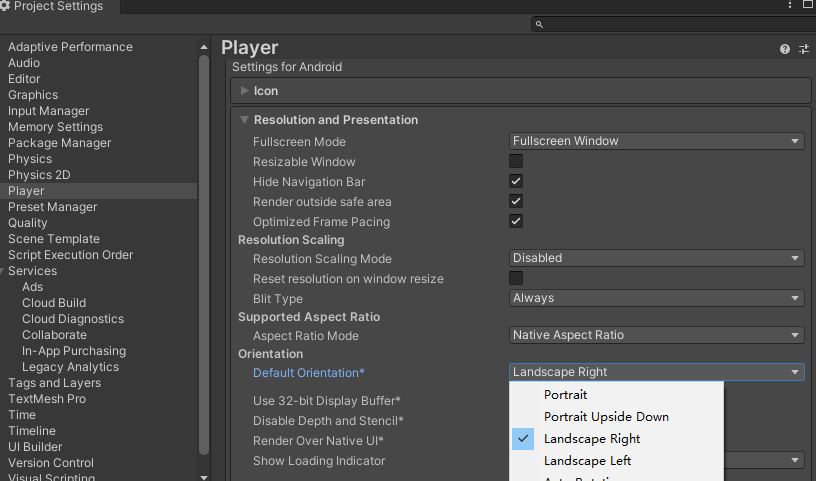 Project Settings
Adaptive Performance
Audio
Editor
Graphics
Input Manager
Memory Settings
Package Manager
Physics
Physics 2D
Player
Preset Manager
Quality
Scene Template
Script Execution Order
Services
Ads
Cloud Build
Cloud Diagnostics
Collaborate
In-App Purchasing
Legacy Analytics
Tags and Layers
TextMesh Pro
Time
Timeline
UI Builder
Version Control
Visual Scripting
Player
Settings for Android
Icon
Resolution and Presentation
Fullscreen Mode Fullscreen Window
Resizable Window
Hide Navigation Bar
Render outside safe area
Optimized Frame Pacing
Resolution Scaling
Resolution Scaling Mode Disabled
Reset resolution on window resize
Blit Type Always
Supported Aspect Ratio
Aspect Ratio Mode Native Aspect Ratio
Orientation
Default Orientation* Landscape Right
Use 32-bit Display Buffer*
Disable Depth and Stencil*
Render Over Native UI*
Show Loading Indicator
Portrait
Portrait Upside Down
Landscape Right
Landscape Left